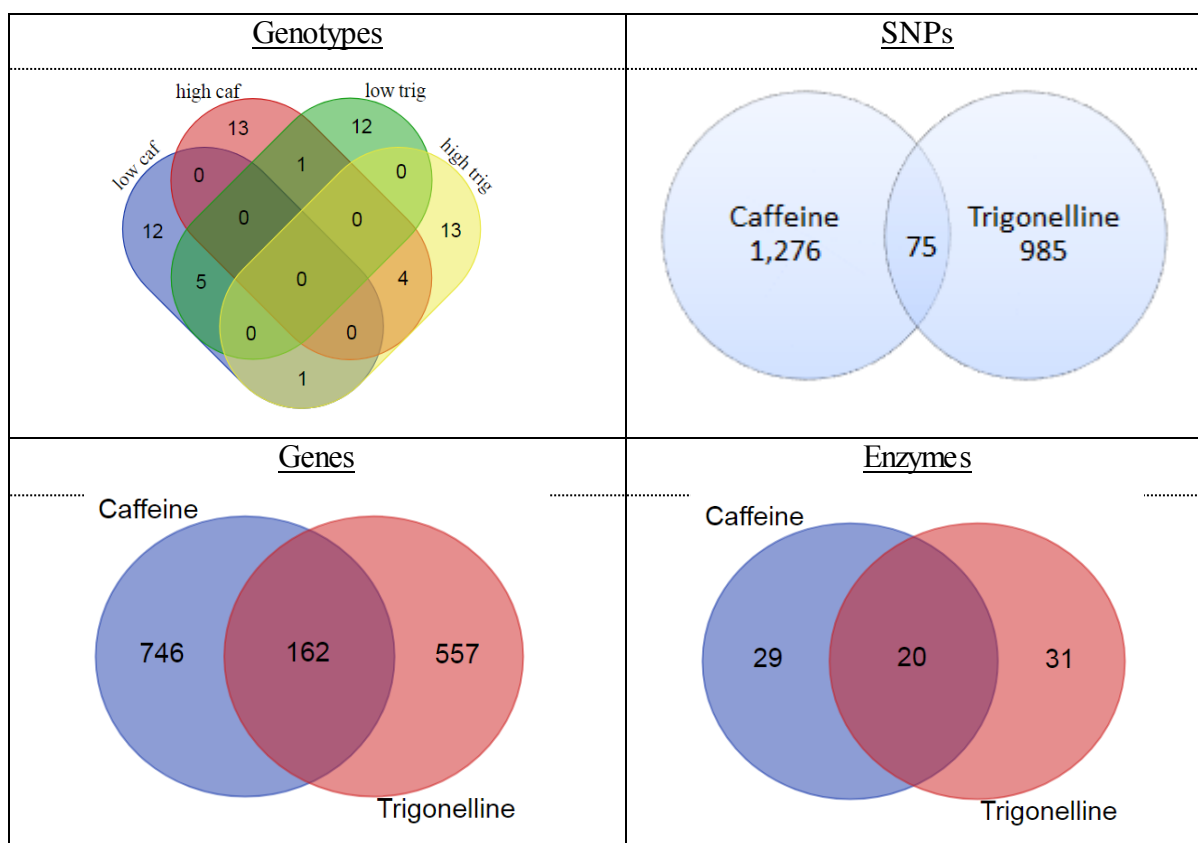 Genotypes
high caf
low trig
low caf
high trig
13
12
0
1
0
12
0
0
13
5
0
4
0
0
1
SNPs
Caffeine
1,276
75
Trigonelline
985
Genes
Caffeine
746
162
557
Trigonelline
Enzymes
Caffeine
29
20
31
Trigonelline